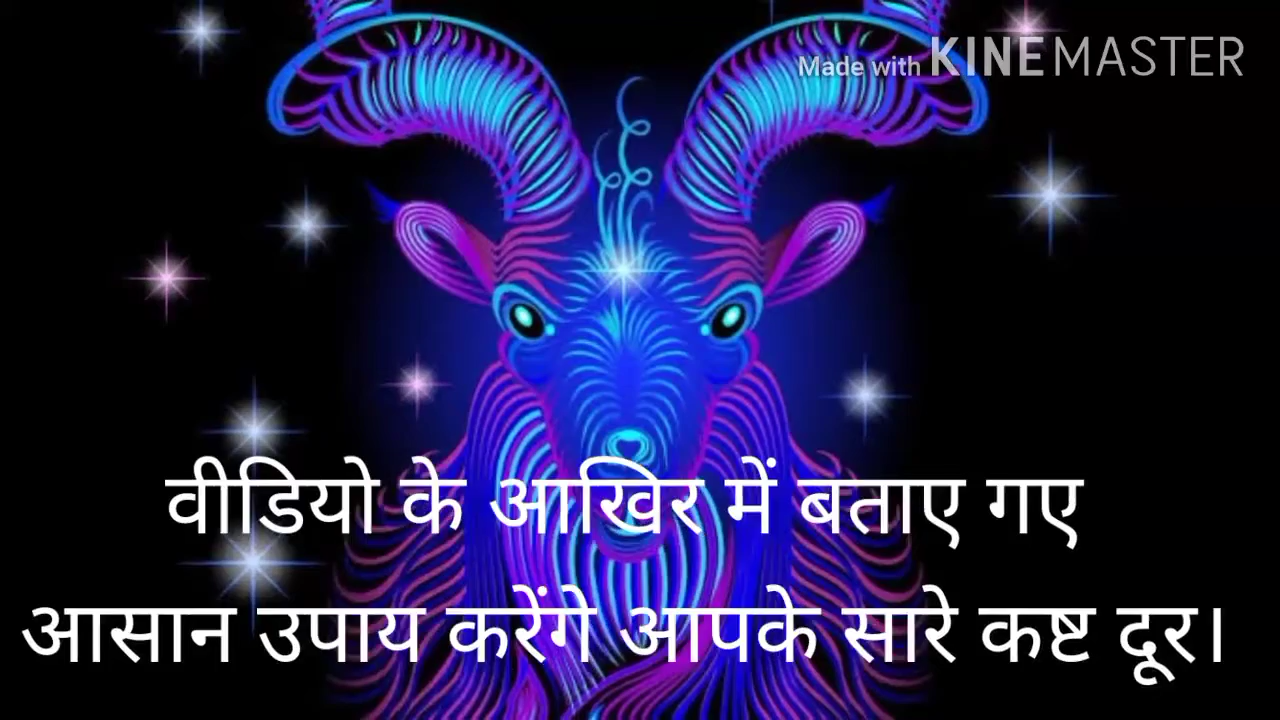 Made with KINEMASTER
वीडियो के आखिर में बताए गए
आसान उपाय करेंगे आपके सारे कष्ट दूर।